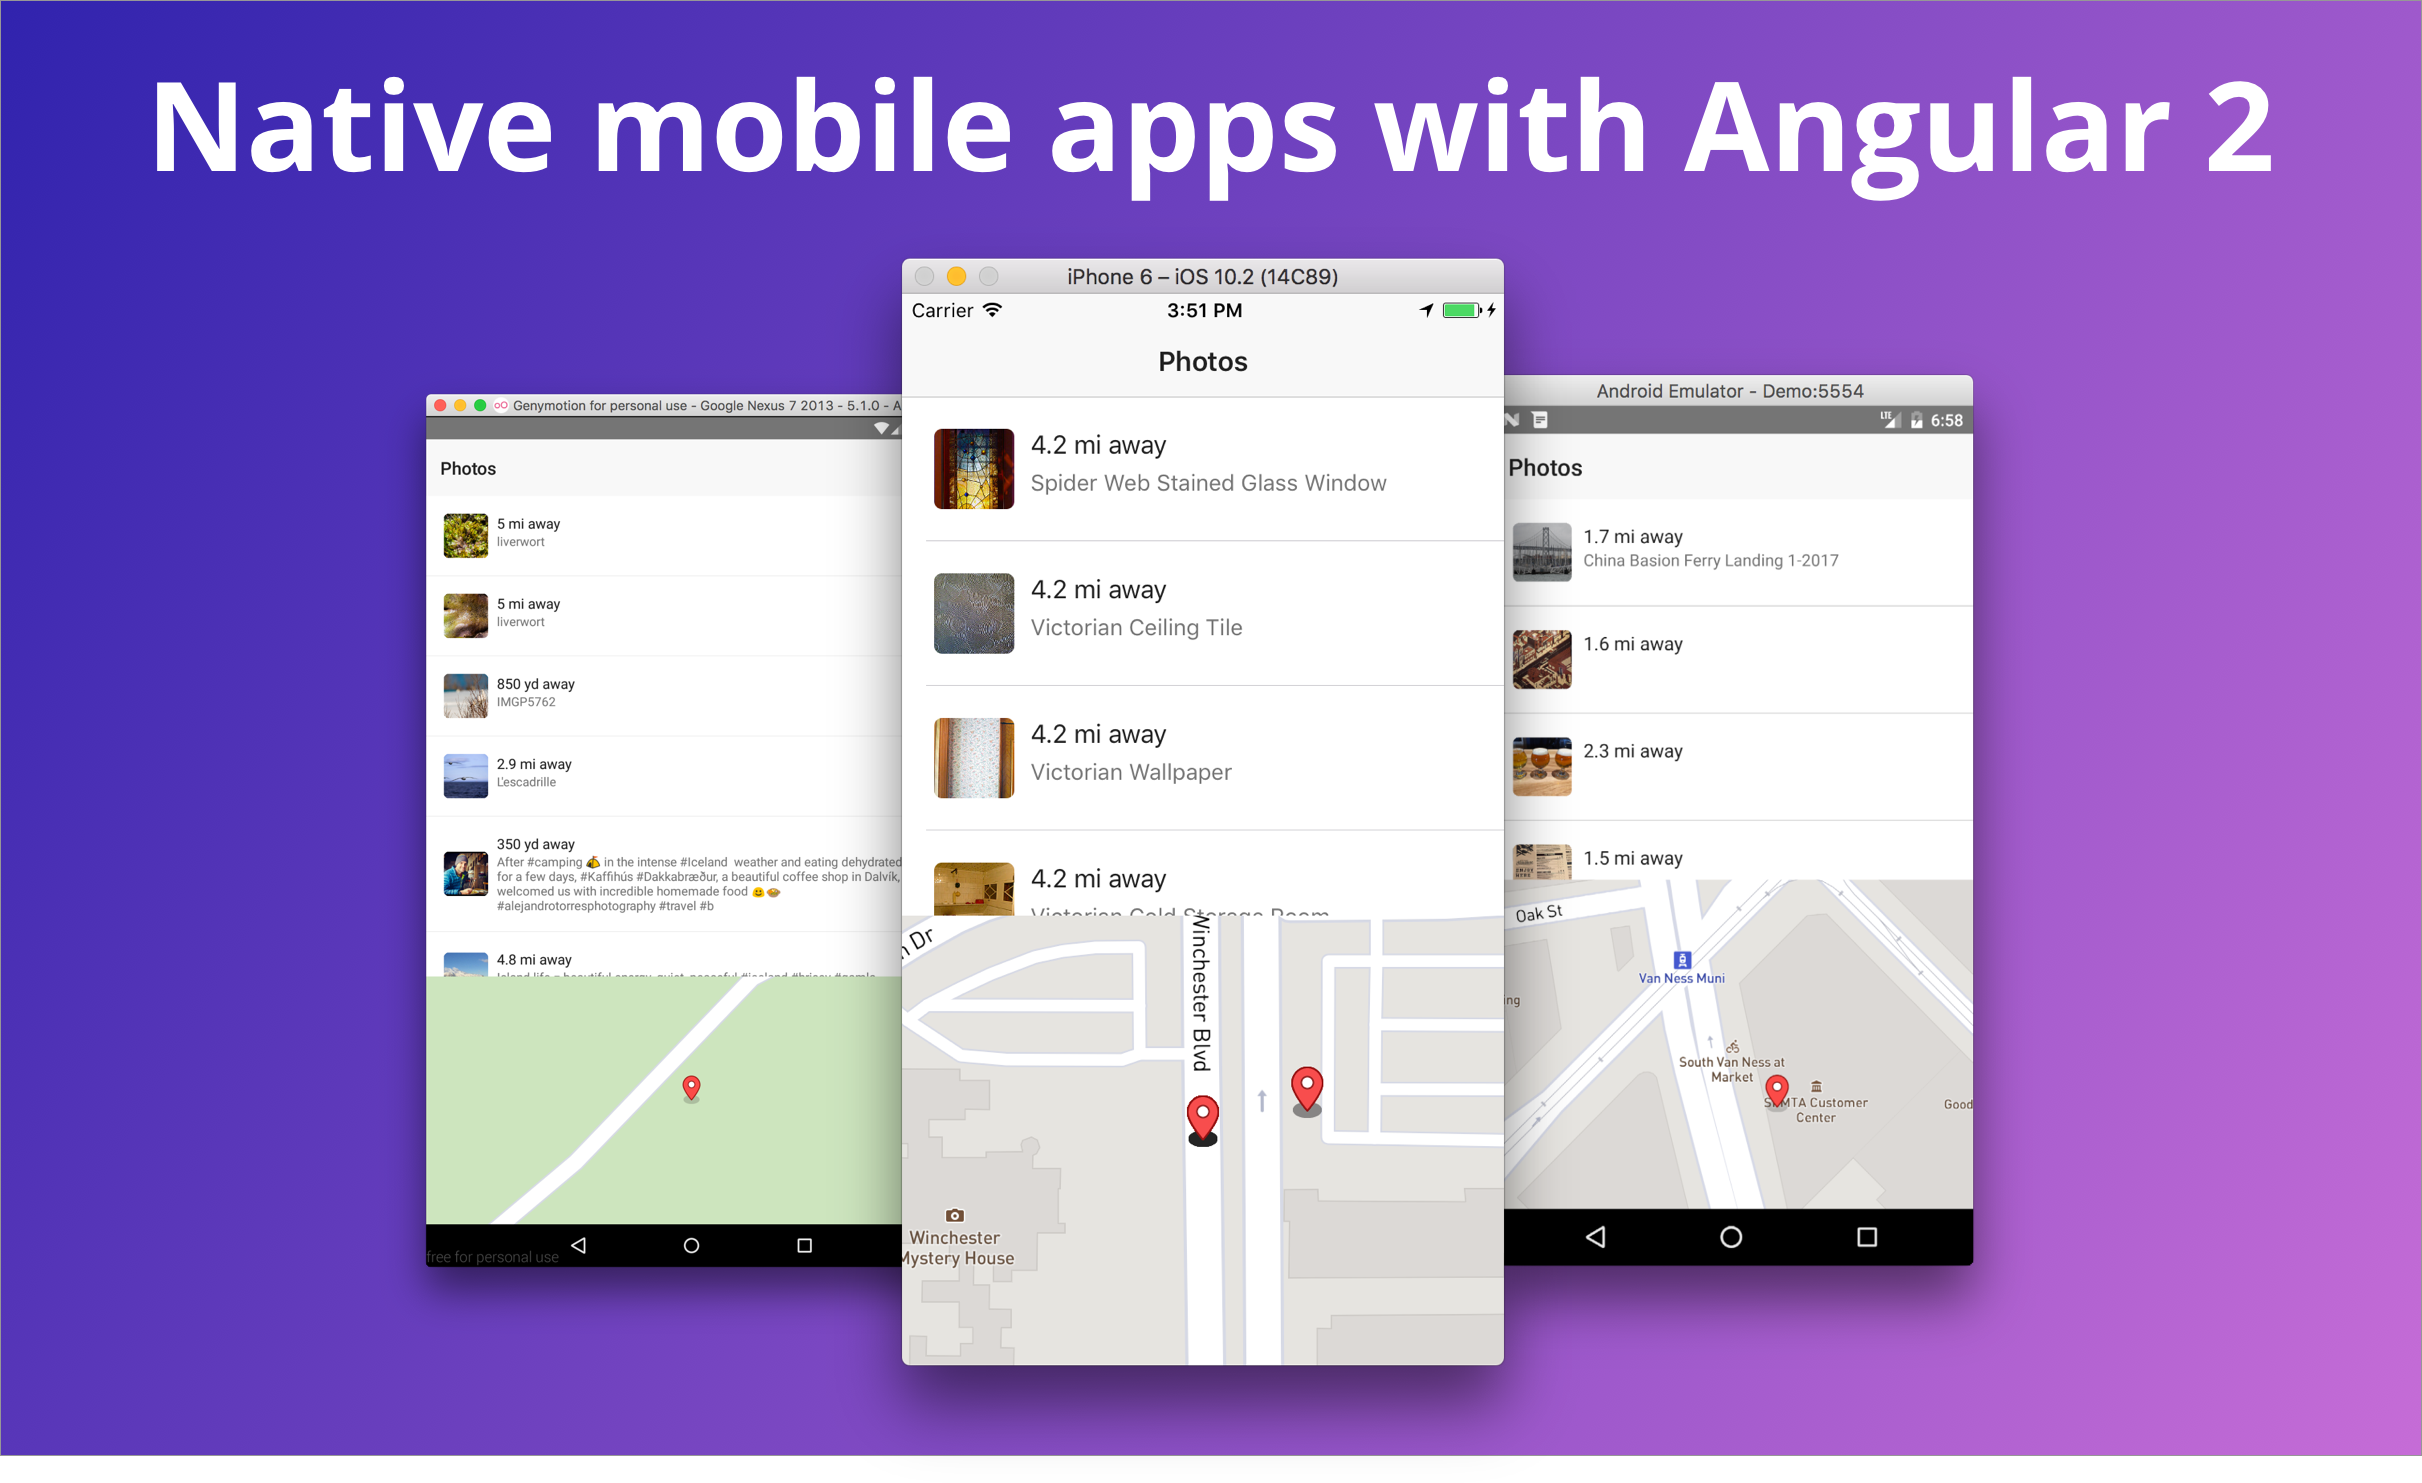 Native mobile apps with Angular 2
Genymotion for personal use - Google Nexus 7 2013 - 5.1.0 - A
Photos
5 mi away
liverwort
5 mi away
liverwort
850 yd away
IMGP5762
2.9 mi away
L'escadrille
350 yd away
After #camping 🏕 in the intense #Iceland weather and eating dehydrated
for a few days, #Kaffihús #Dakkabræður, a beautiful coffee shop in Dalvík,
welcomed us with incredible homemade food
#alejandrotorresphotography #travel #b
4.8 mi away
free for personal use
iPhone 6 – iOS 10.2 (14C89)
Carrier
3:51 PM
Photos
4.2 mi away
Spider Web Stained Glass Window
4.2 mi away
Victorian Ceiling Tile
4.2 mi away
Victorian Wallpaper
4.2 mi away
Victorian Cold Storage Room
Dr
Winchester Blvd
Winchester
Mystery House
Android Emulator - Demo:5554
LTE
6:58
Photos
1.7 mi away
China Basion Ferry Landing 1-2017
1.6 mi away
2.3 mi away
1.5 mi away
Oak St
Van Ness Muni
ng
South Van Ness at
Market
SFMTA Customer
Center
Good